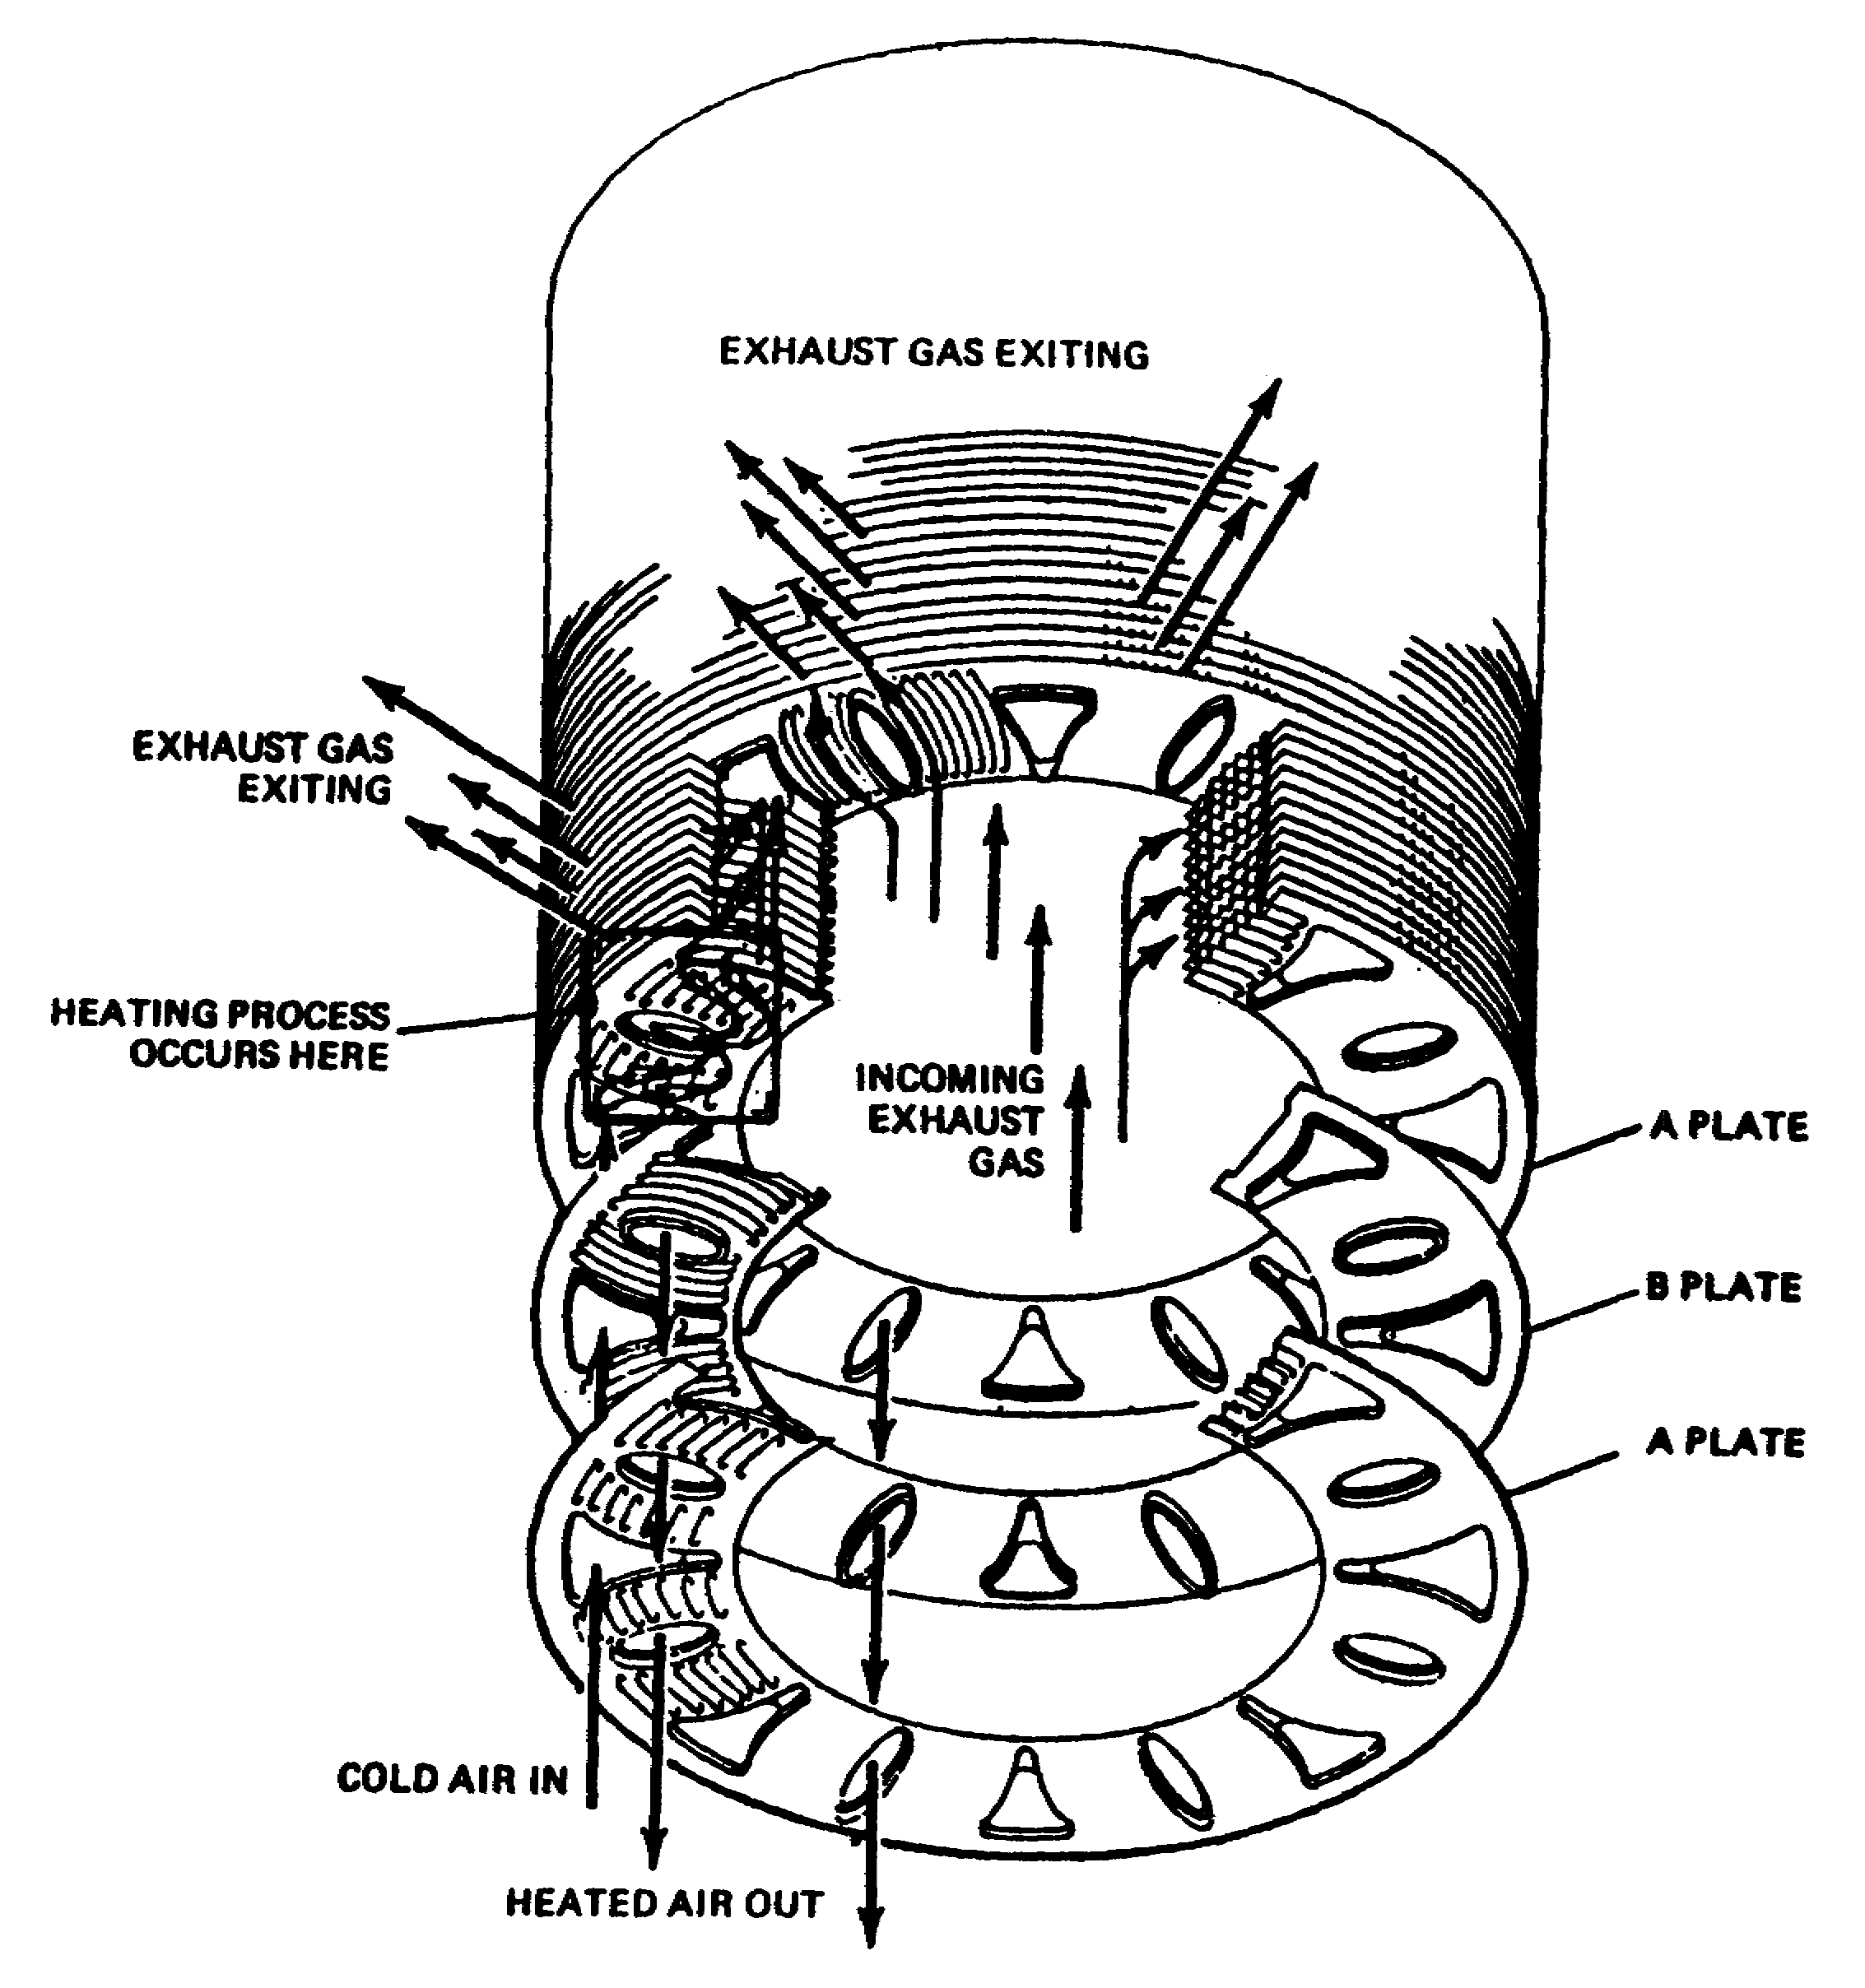 EXHAUST GAS EXITING
EXHAUST GAS
EXITING
HEATING PROCESS
OCCURS HERE
INCOMING
EXHAUST
GAS
A PLATE
B PLATE
A PLATE
COLD AIR IN
HEATED AIR OUT